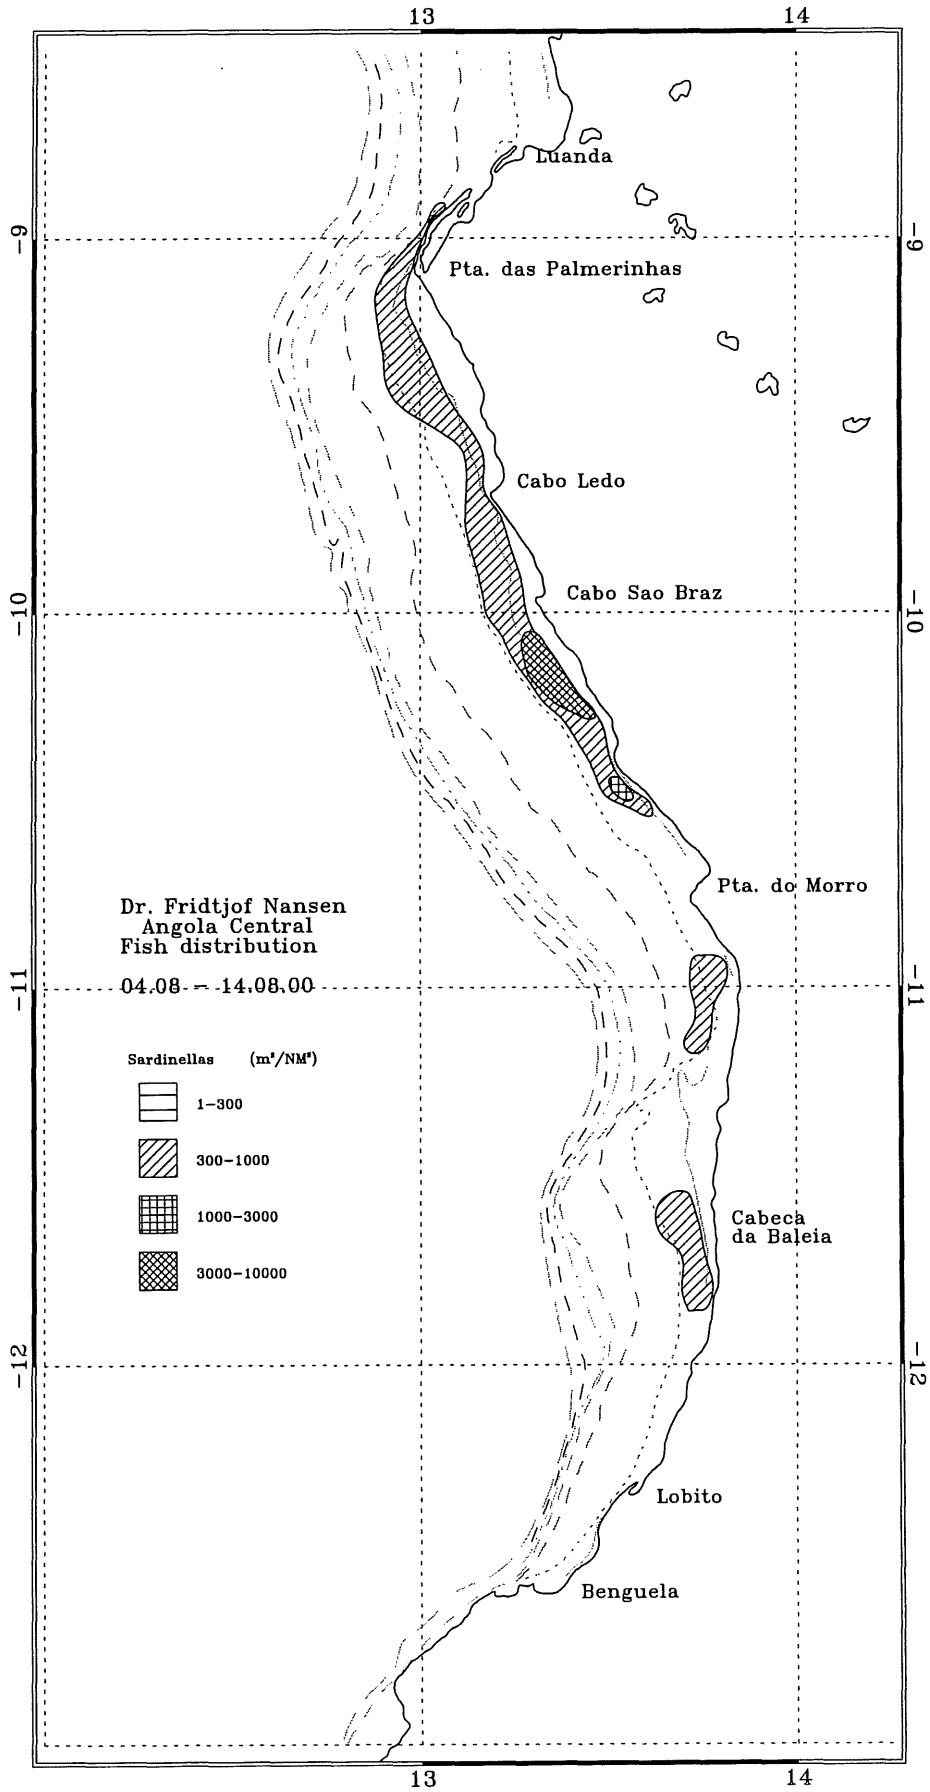 13 14
Luanda
-9 -9
Pta. das Palmerinhas
Cabo Ledo
Cabo Sao Braz
-10 -10
Pta. do Morro
Dr. Fridtjof Nansen
Angola Central
Fish distribution
-11 -11
04.08 - 14.08.00
Sardinellas (m²/NM²)
1-300
300-1000
1000-3000
3000-10000
Cabeca
da Baleia
-12 -12
Lobito
Benguela
13 14